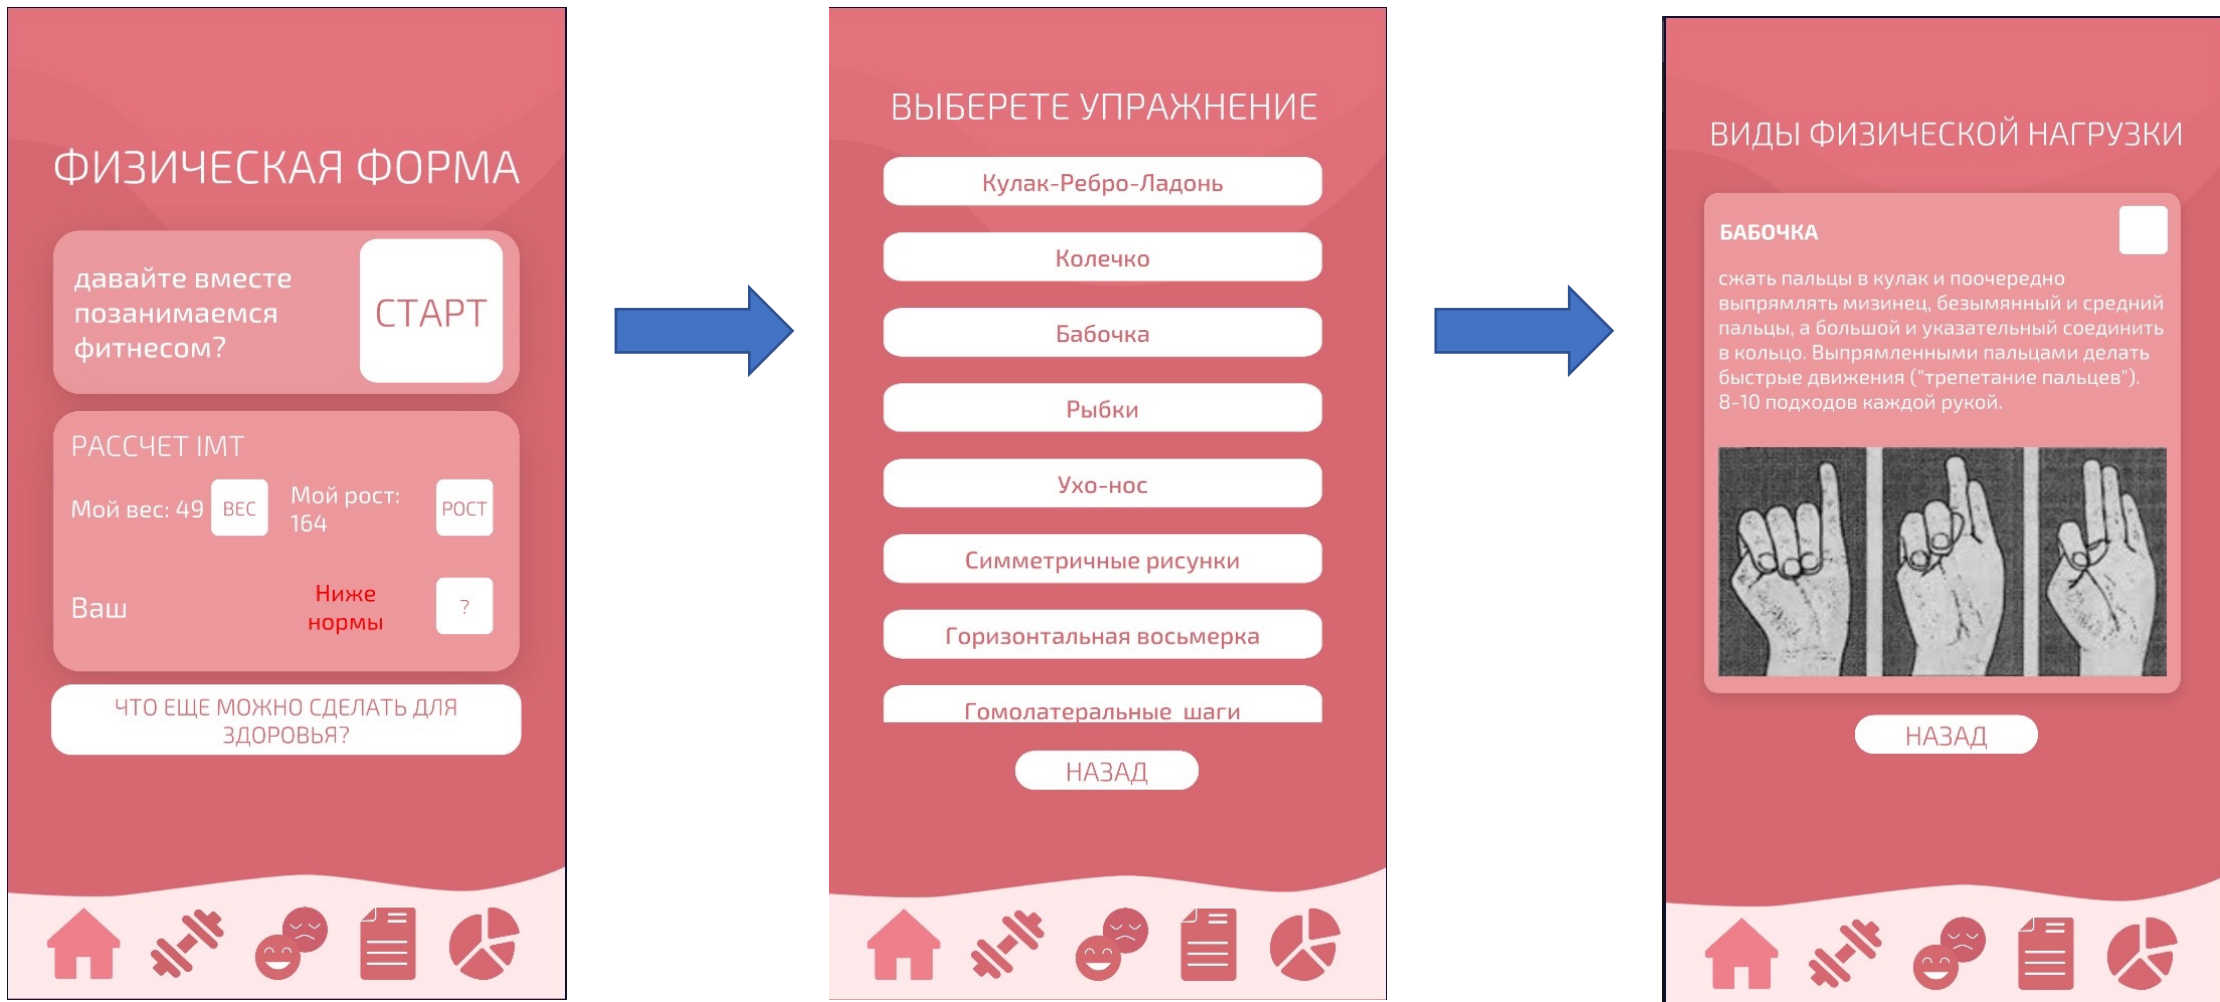 ФИЗИЧЕСКАЯ ФОРМА
давайте вместе
позанимаемся
фитнесом?
СТАРТ
РАССЧЕТ IMT
Мой вес: 49
ВЕС
Мой рост:
164
РОСТ
Ваш
Ниже
нормы
?
ЧТО ЕЩЕ МОЖНО СДЕЛАТЬ ДЛЯ
ЗДОРОВЬЯ?
ВЫБЕРЕТЕ УПРАЖНЕНИЕ
Кулак-Ребро-Ладонь
Колечко
Бабочка
Рыбки
Ухо-нос
Симметричные рисунки
Горизонтальная восьмерка
Гомолатеральные шаги
НАЗАД
ВИДЫ ФИЗИЧЕСКОЙ НАГРУЗКИ
БАБОЧКА
сжать пальцы в кулак и поочередно
выпрямлять мизинец, безымянный и средний
пальцы, а большой и указательный соединить
в кольцо. Выпрямленными пальцами делать
быстрые движения ("трепетание пальцев").
8-10 подходов каждой рукой.
НАЗАД